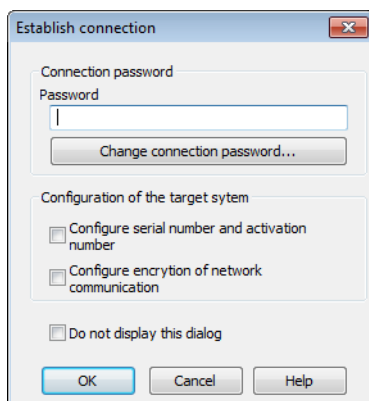 Establish connection
Connection password
Password
Change connection password...
Configuration of the target sytem
Configure serial number and activation
number
Configure encrytion of network
communication
Do not display this dialog
OK Cancel Help